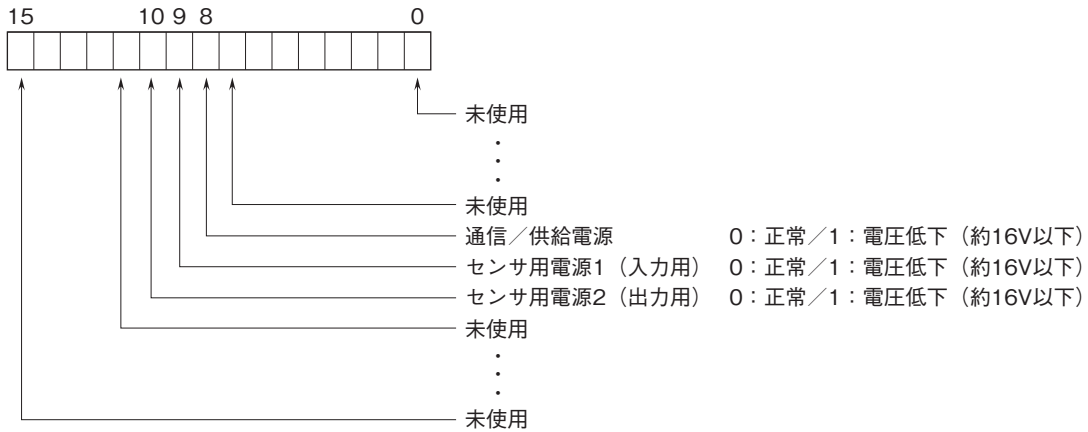 15 10 9 8 0
未使用
・
・
・
未使用
通信／供給電源 0：正常／1：電圧低下（約16V以下）
センサ用電源1（入力用） 0：正常／1：電圧低下（約16V以下）
センサ用電源2（出力用） 0：正常／1：電圧低下（約16V以下）
未使用
・
・
・
未使用